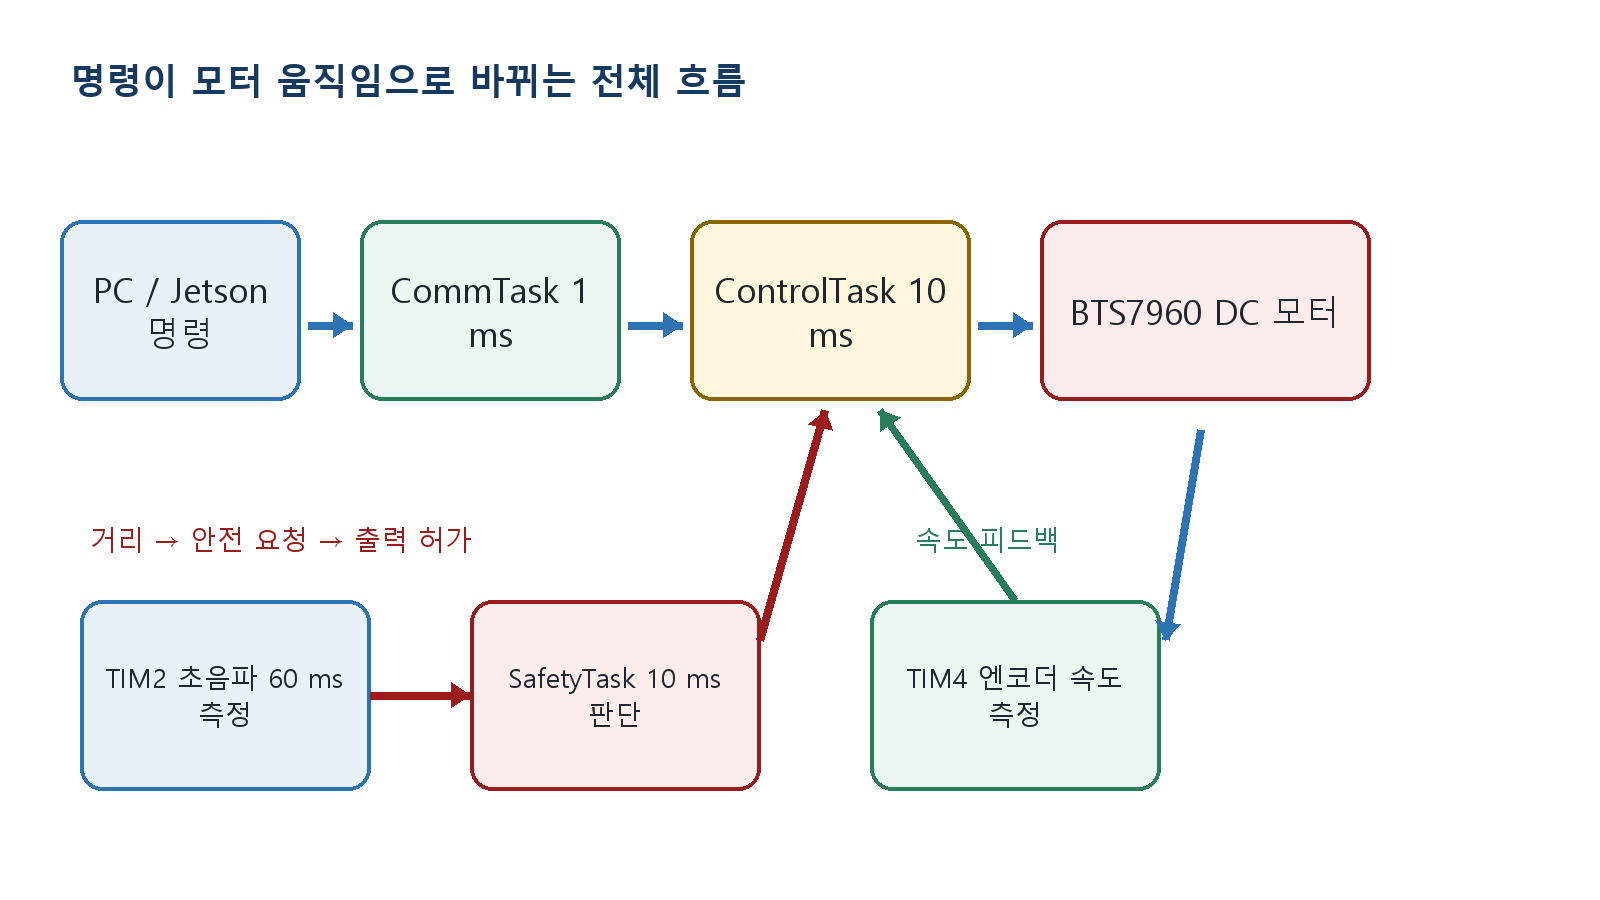 명령이 모터 움직임으로 바뀌는 전체 흐름
PC / Jetson
명령
CommTask 1
ms
ControlTask 10
ms
BTS7960 DC 모터
거리 → 안전 요청 → 출력 허가
속도 피드백
TIM2 초음파 60 ms
측정
SafetyTask 10 ms
판단
TIM4 엔코더 속도
측정